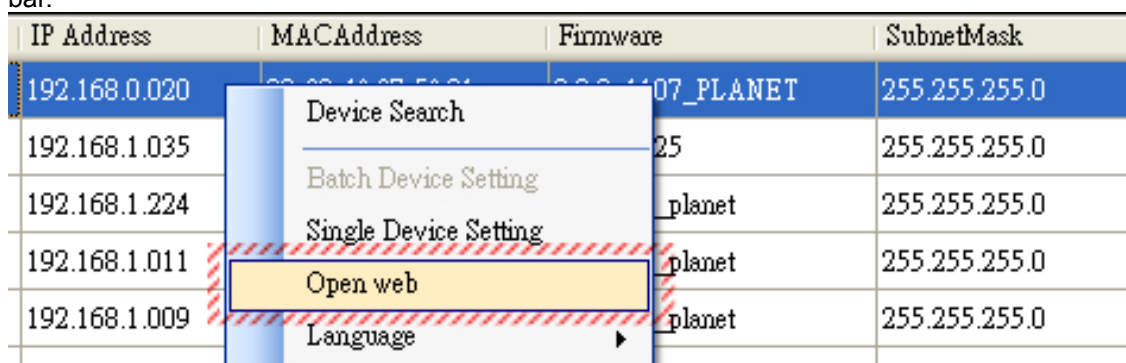 bar.
IP Address MACAddress Firmware SubnetMask
192.168.0.020 07_PLANET 255.255.255.0
Device Search
192.168.1.035 25 255.255.255.0
Batch Device Setting
192.168.1.224 _planet 255.255.255.0
Single Device Setting
192.168.1.011 planet 255.255.255.0
Open web
192.168.1.009 planet 255.255.255.0
Language